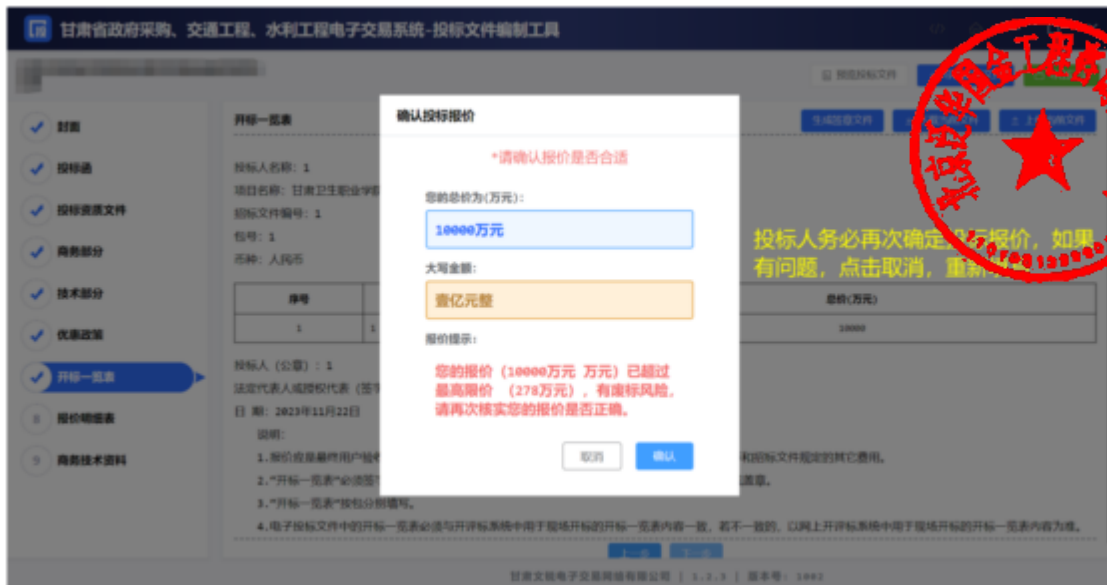 甘肃省政府采购、交通工程、水利工程电子交易系统-投标文件编制工具
预览投标文件
封面
投标函
投标资质文件
商务部分
技术部分
优惠政策
开标一览表
8 报价明细表
9 商务技术资料
开标一览表
生成签章文件
投标人名称: 1
项目名称: 甘肃卫生职业学院
招标文件编号: 1
包号: 1
币种: 人民币
序号
总价(万元)
1
1
10000
投标人 (公章) : 1
法定代表人或授权代表 (签字
日 期: 2023年11月22日
说明:
1.报价应是最终用户验收
和招标文件规定的其它费用。
2."开标一览表"必须签
盖章。
3."开标一览表"按包分别填写。
4.电子投标文件中的开标一览表必须与开评标系统中用于现场开标的开标一览表内容一致, 若不一致的, 以网上开评标系统中用于现场开标的开标一览表内容为准。
上一步
下一步
确认投标报价
*请确认报价是否合适
您的总价为(万元):
10000万元
大写金额:
壹亿元整
报价提示:
您的报价 (10000万元 万元) 已超过
最高限价 (278万元) , 有废标风险,
请再次核实您的报价是否正确。
取消
确认
投标人务必再次确定投标报价, 如果
有问题, 点击取消, 重新
甘肃文锐电子交易网络有限公司 | 1.2.3 | 版本号: 1002